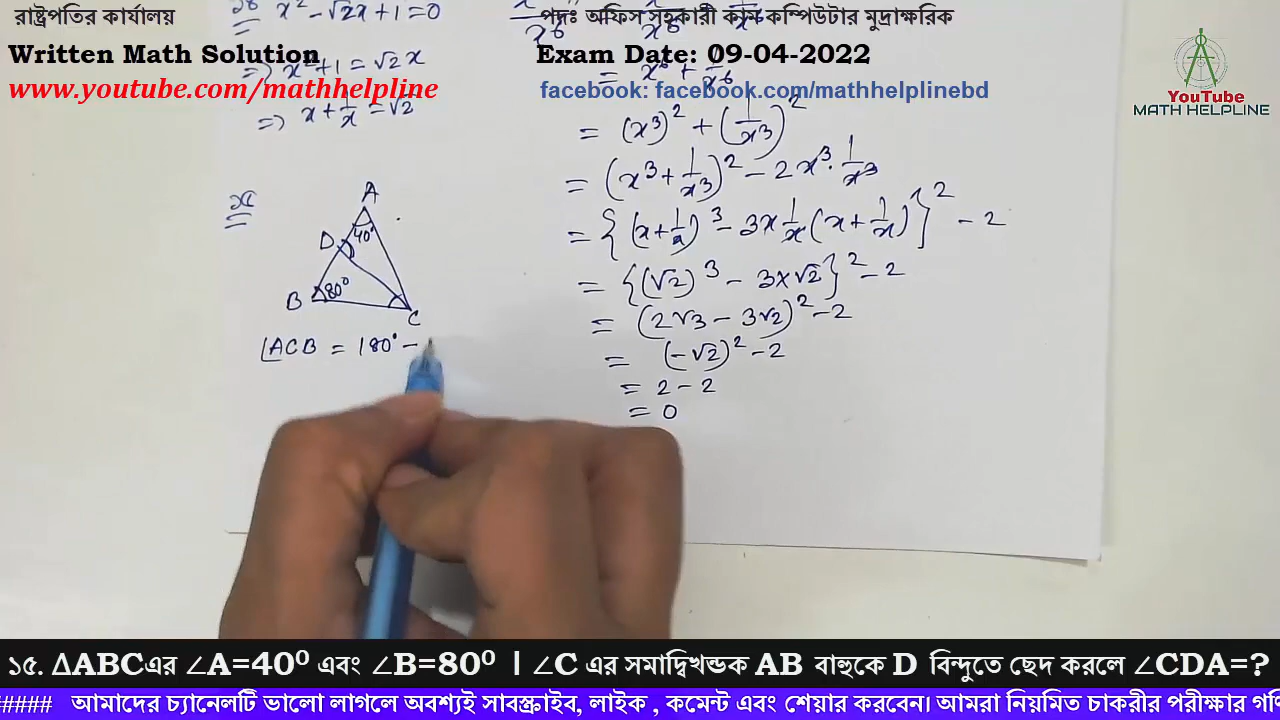 রাষ্ট্রপতির কার্যালয়
পদঃ অফিস সহকারী কাম কম্পিউটার মুদ্রাক্ষরিক
Written Math Solution
Exam Date: 09-04-2022
www.youtube.com/mathhelpline
facebook: facebook.com/mathhelplinebd
YouTube
MATH HELPLINE
x² - √2x + 1 = 0
=> x² + 1 = √2 x
=> x + 1/x = √2
A
D
40°
B
80°
C
∠ACB = 180° -
= x⁶ + 1/x⁶
= (x³)² + (1/x³)²
= (x³ + 1/x³)² - 2x³. 1/x³
= {(x + 1/x)³ - 3x 1/x (x + 1/x)}² - 2
= {(√2)³ - 3×√2}² - 2
= (2√3 - 3√2)² - 2
= (-√2)² - 2
= 2 - 2
= 0
১৫. ΔABCএর ∠A=40⁰ এবং ∠B=80⁰ । ∠C এর সমাদ্বিখন্ডক AB বাহুকে D বিন্দুতে ছেদ করলে ∠CDA=?
##### আমাদের চ্যানেলটি ভালো লাগলে অবশ্যই সাবস্ক্রাইব, লাইক , কমেন্ট এবং শেয়ার করবেন। আমরা নিয়মিত চাকরীর পরীক্ষার